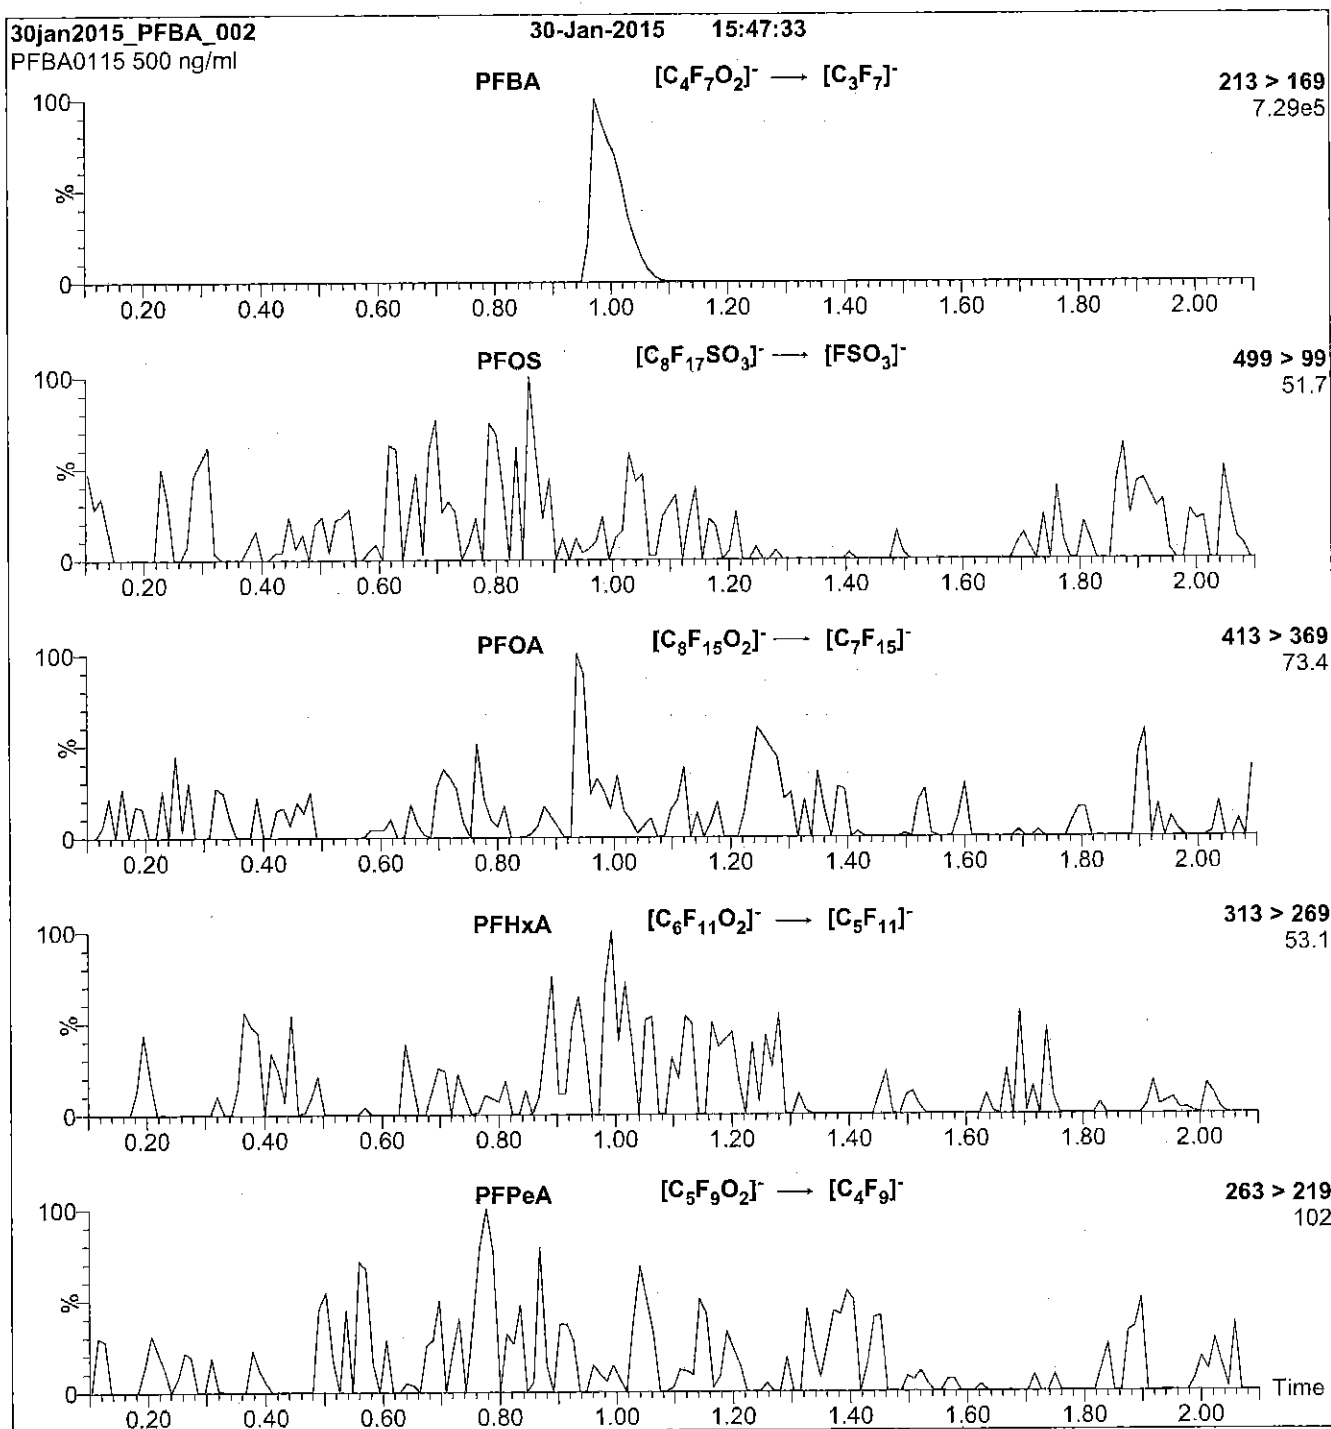 30jan2015_PFBA_002 30-Jan-2015 15:47:33
PFBA0115 500 ng/ml
PFBA [C₄F₇O₂]⁻ → [C₃F₇]⁻ 213 > 169
7.29e5
100
%
0
0.20 0.40 0.60 0.80 1.00 1.20 1.40 1.60 1.80 2.00
PFOS [C₈F₁₇SO₃]⁻ → [FSO₃]⁻ 499 > 99
51.7
100
%
0
0.20 0.40 0.60 0.80 1.00 1.20 1.40 1.60 1.80 2.00
PFOA [C₈F₁₅O₂]⁻ → [C₇F₁₅]⁻ 413 > 369
73.4
100
%
0
0.20 0.40 0.60 0.80 1.00 1.20 1.40 1.60 1.80 2.00
PFHxA [C₆F₁₁O₂]⁻ → [C₅F₁₁]⁻ 313 > 269
53.1
100
%
0
0.20 0.40 0.60 0.80 1.00 1.20 1.40 1.60 1.80 2.00
PFPeA [C₅F₉O₂]⁻ → [C₄F₉]⁻ 263 > 219
102
100
%
0
Time
0.20 0.40 0.60 0.80 1.00 1.20 1.40 1.60 1.80 2.00